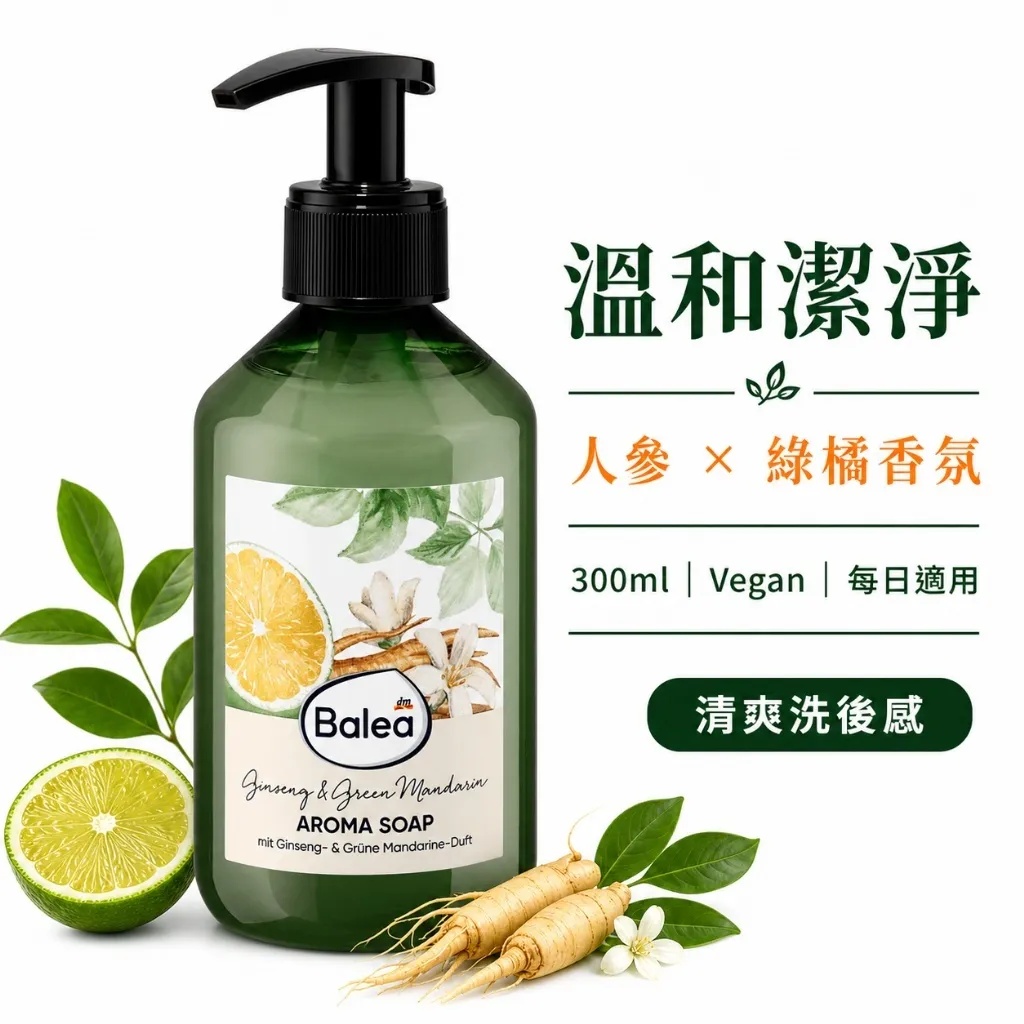 溫和潔淨
人參 × 綠橘香氛
300ml | Vegan | 每日適用
清爽洗後感
dm
Balea
Ginseng & Green Mandarin
AROMA SOAP
mit Ginseng- & Grüne Mandarine-Duft